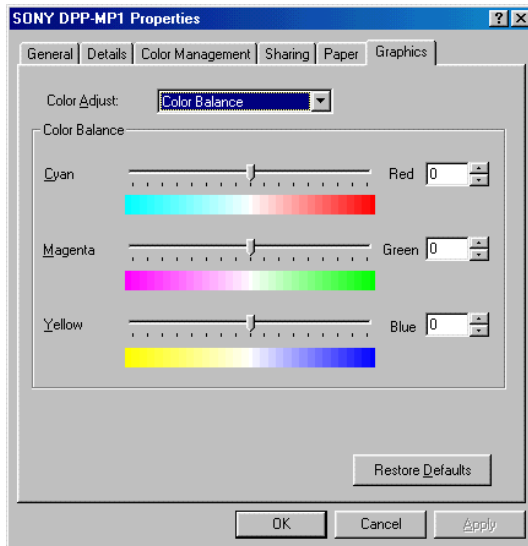 SONY DPP-MP1 Properties
General Details Color Management Sharing Paper Graphics
Color Adjust: Color Balance
Color Balance
Cyan Red 0
Magenta Green 0
Yellow Blue 0
Restore Defaults
OK Cancel Apply